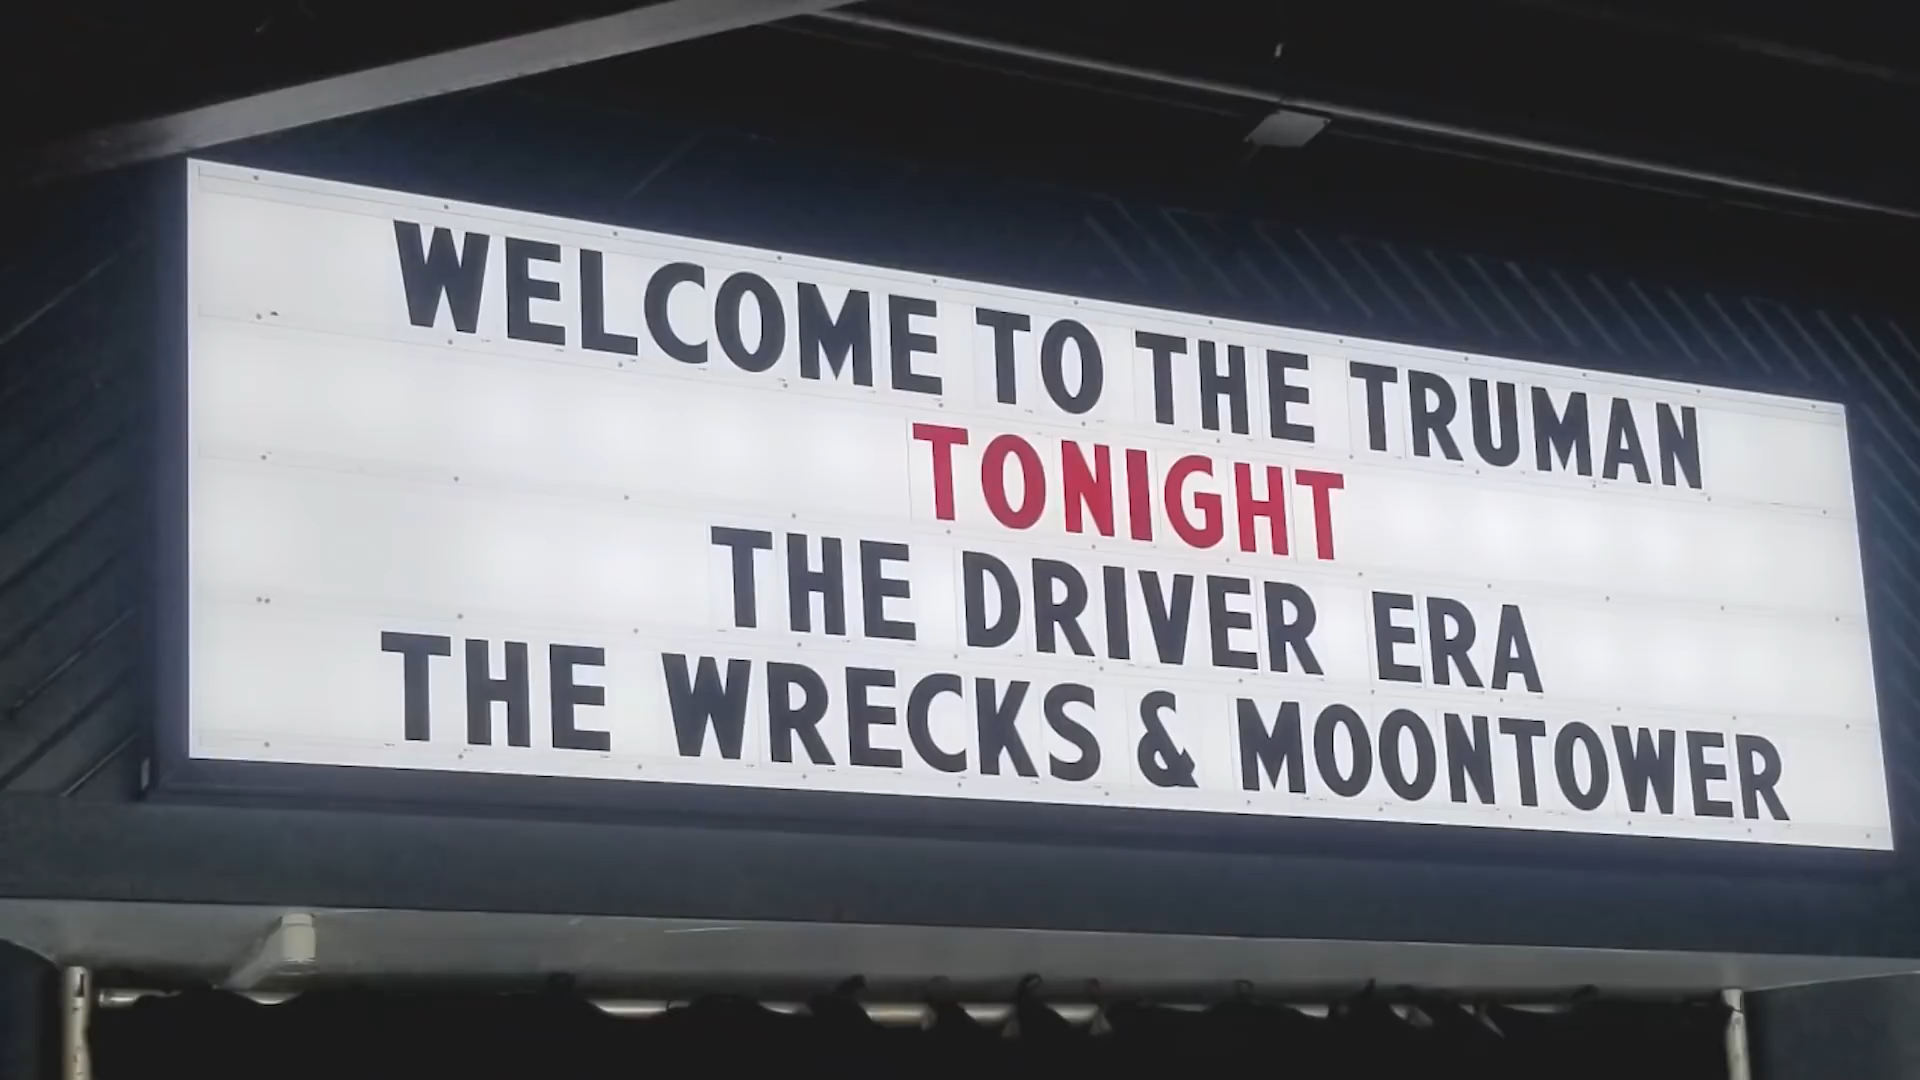 WELCOME TO THE TRUMAN
TONIGHT
THE DRIVER ERA
THE WRECKS & MOONTOWER